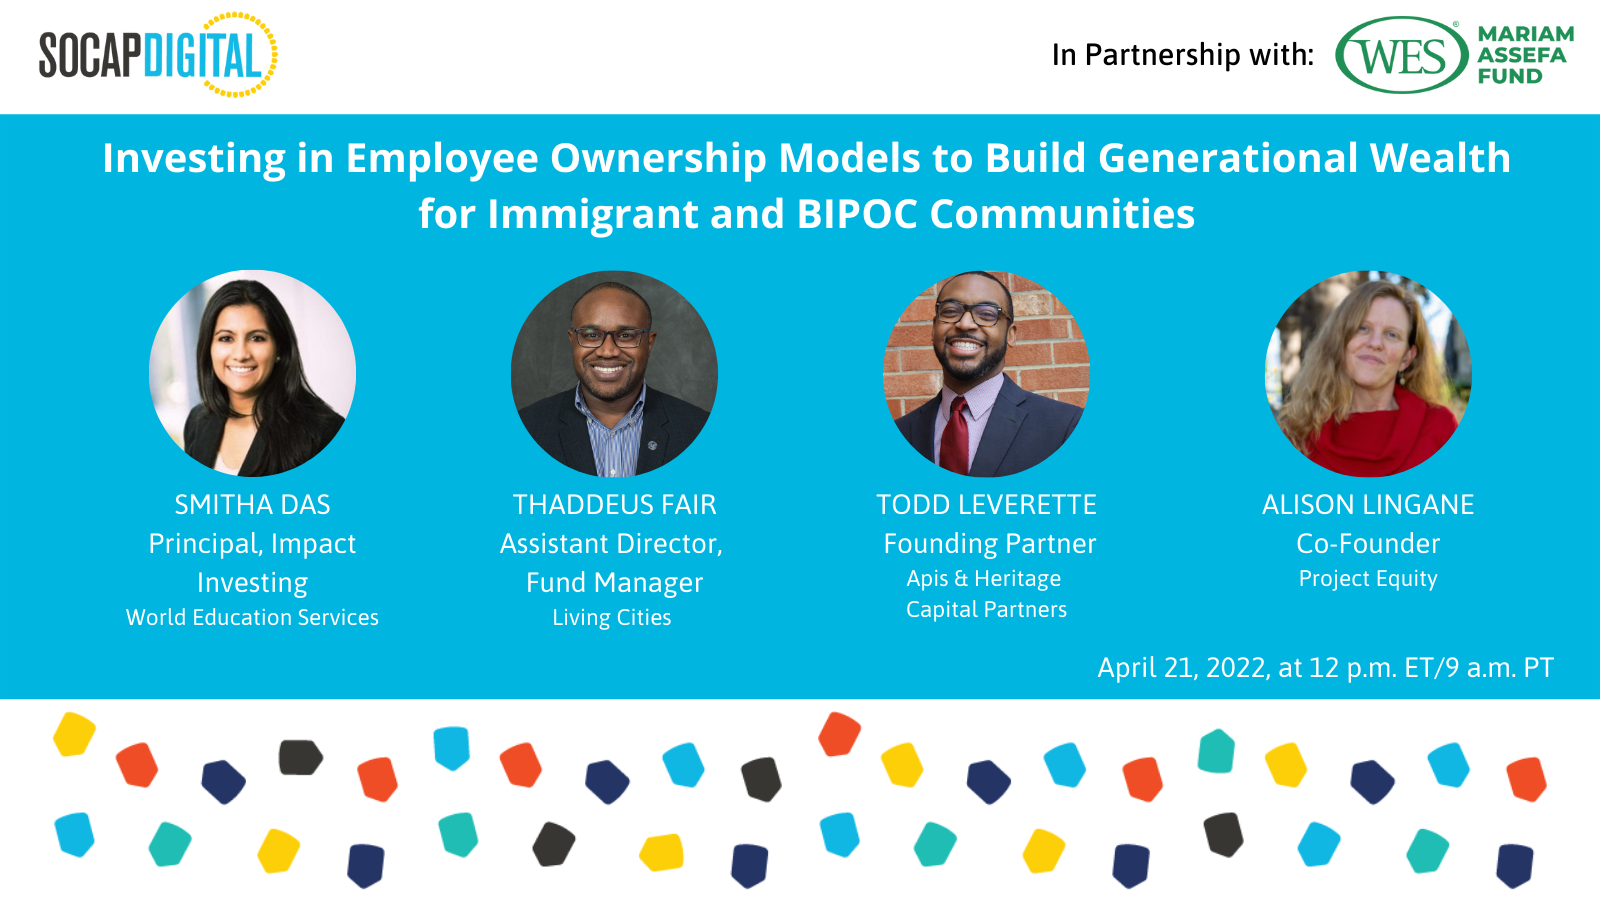 SOCAPDIGITAL
In Partnership with:
WES
®
MARIAM
ASSEFA
FUND
Investing in Employee Ownership Models to Build Generational Wealth
for Immigrant and BIPOC Communities
SMITHA DAS
Principal, Impact
Investing
World Education Services
THADDEUS FAIR
Assistant Director,
Fund Manager
Living Cities
TODD LEVERETTE
Founding Partner
Apis & Heritage
Capital Partners
ALISON LINGANE
Co-Founder
Project Equity
April 21, 2022, at 12 p.m. ET/9 a.m. PT